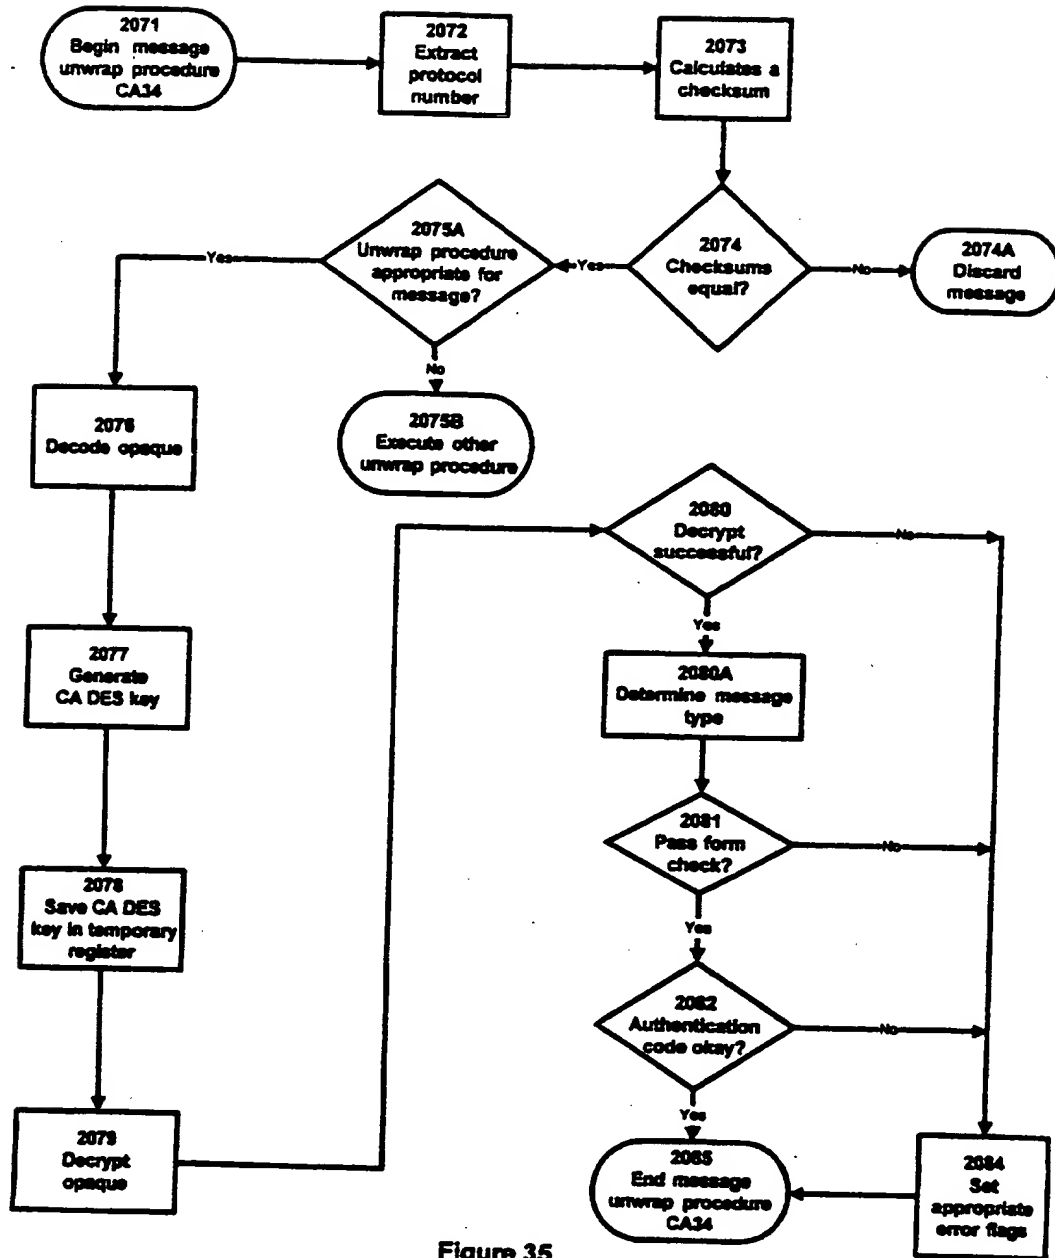 2071
Begin message
unwrap procedure
CA34
2072
Extract
protocol
number
2073
Calculates a
checksum
2074
Checksums
equal?
No
2074A
Discard
message
Yes
2075A
Unwrap procedure
appropriate for
message?
Yes
No
2075B
Execute other
unwrap procedure
2076
Decode opaque
2077
Generate
CA DES key
2078
Save CA DES
key in temporary
register
2079
Decrypt
opaque
2080
Decrypt
successful?
No
Yes
2080A
Determine message
type
2081
Pass form
check?
No
Yes
2082
Authentication
code okay?
No
Yes
2085
End message
unwrap procedure
CA34
2084
Set
appropriate
error flags
Figure 35